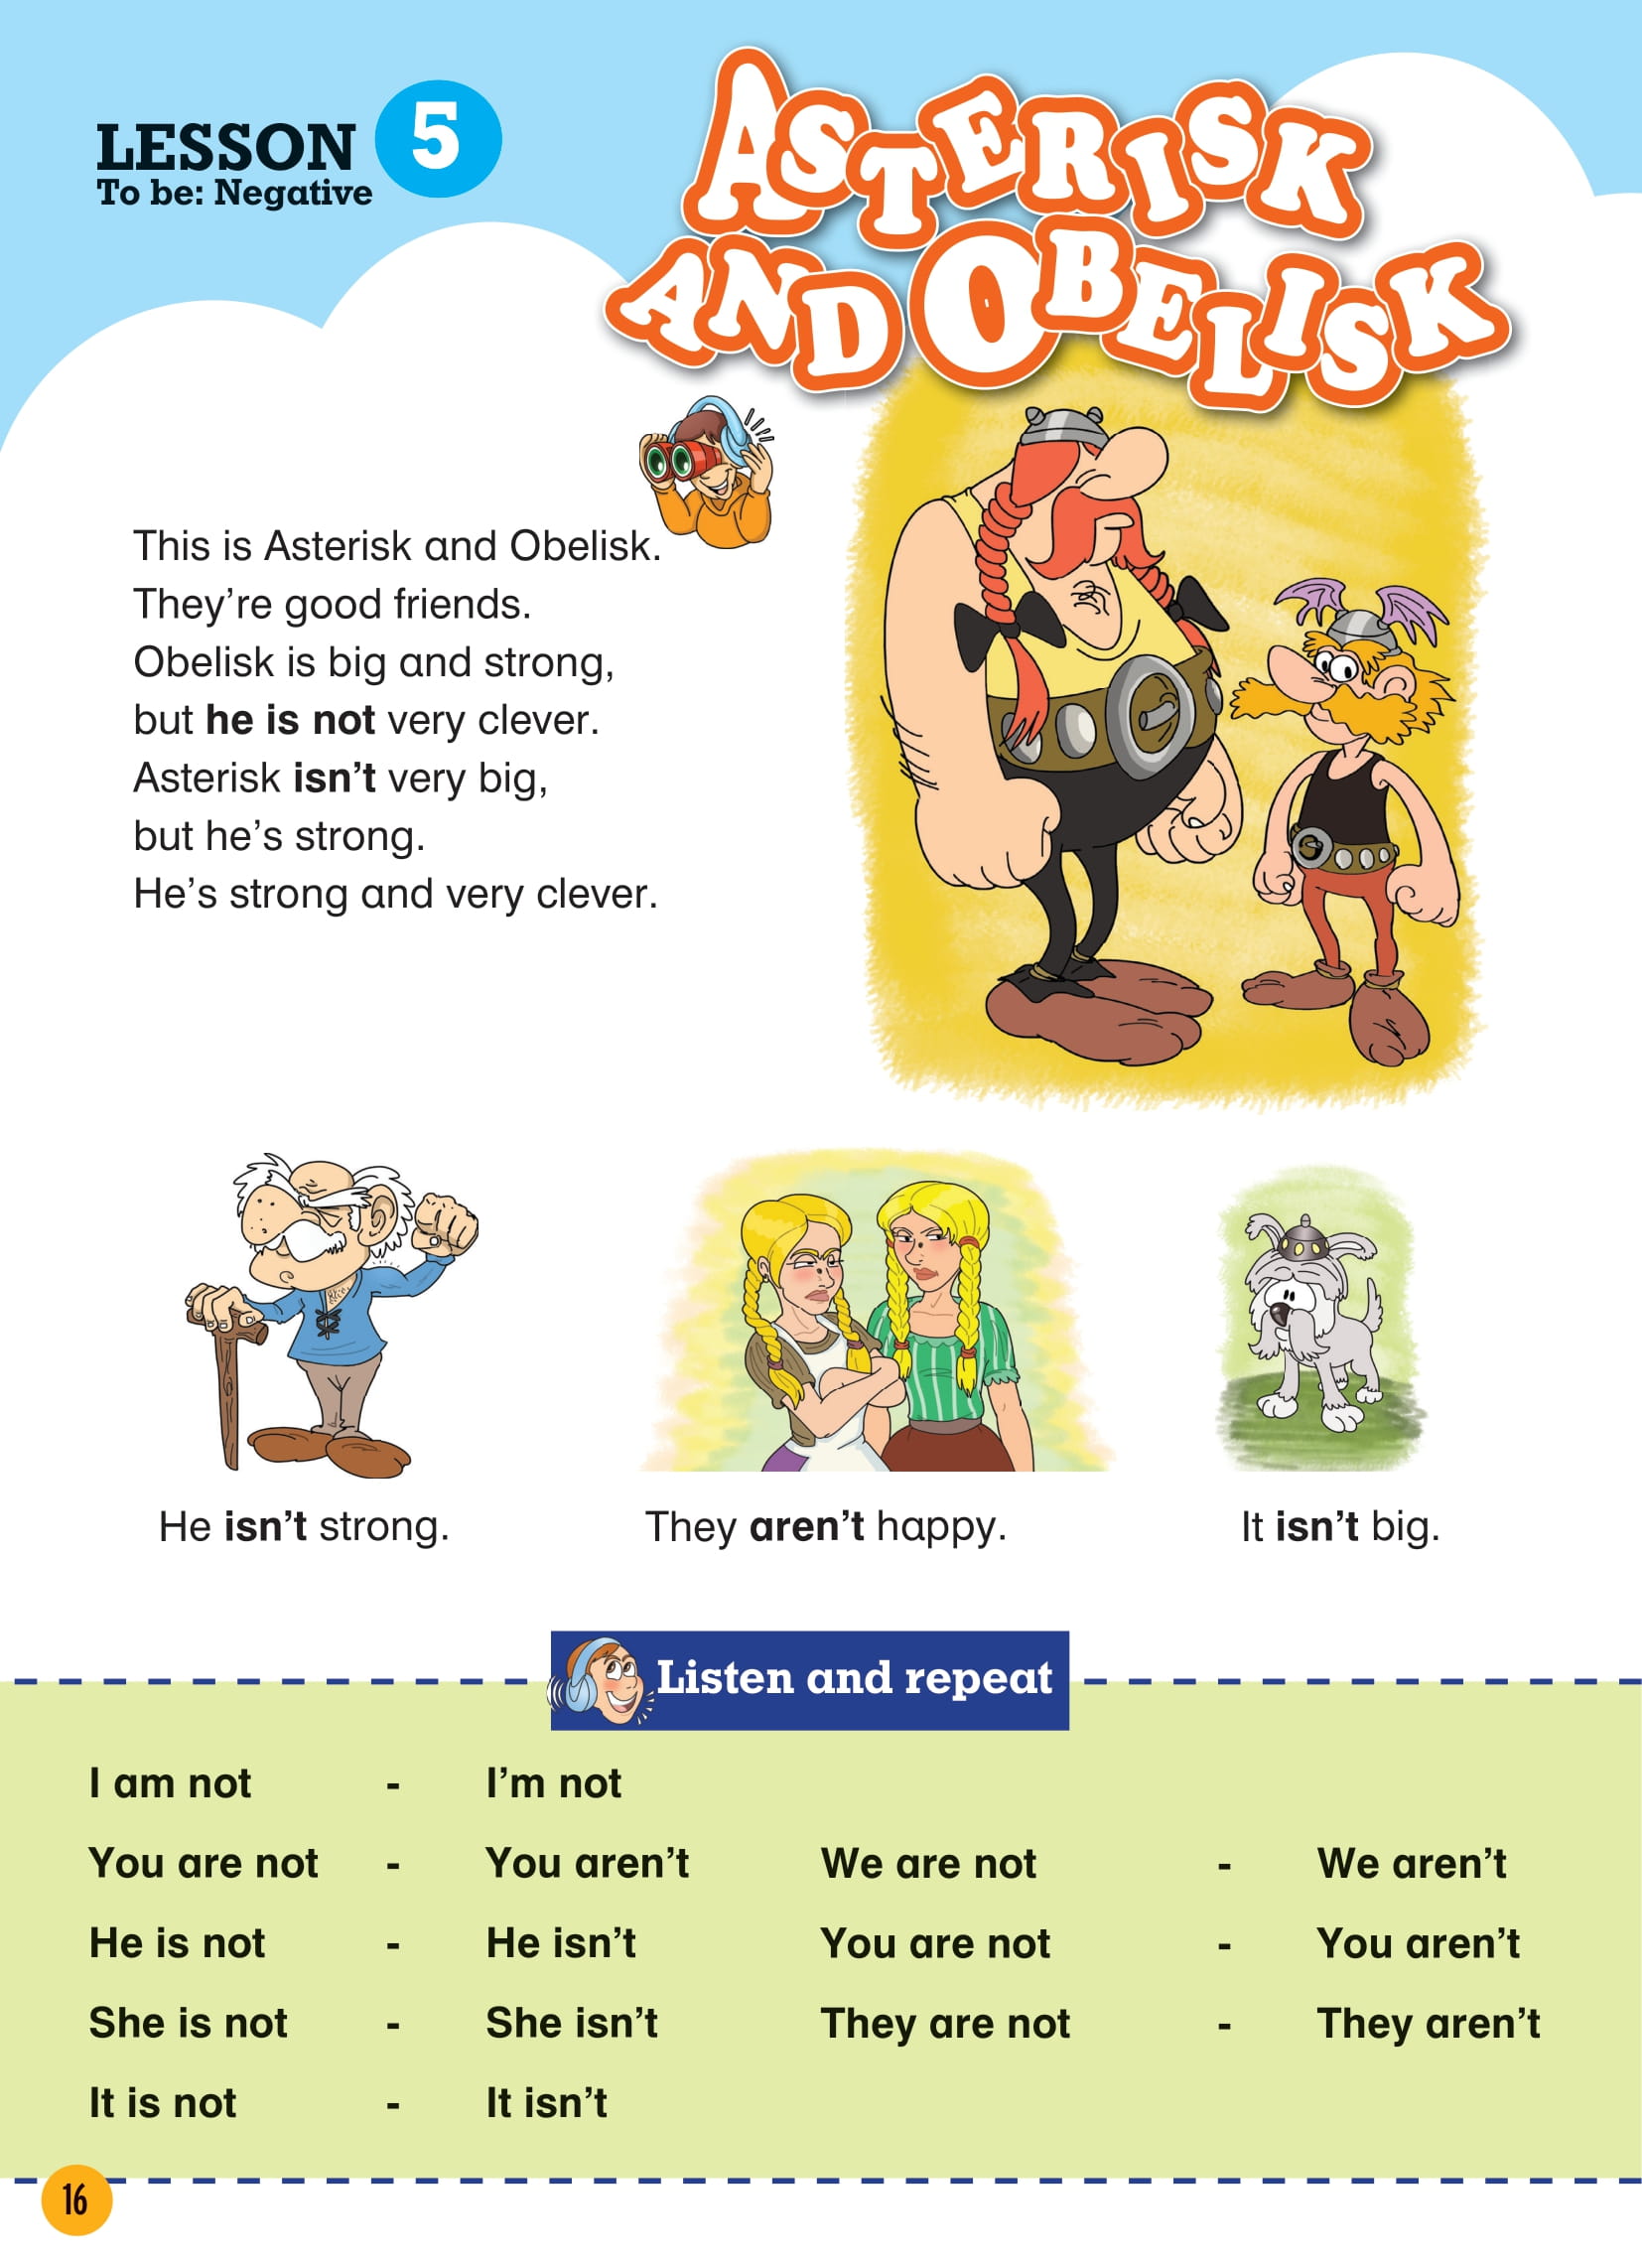 LESSON 5
To be: Negative
ASTERISK
AND OBELISK
This is Asterisk and Obelisk.
They’re good friends.
Obelisk is big and strong,
but he is not very clever.
Asterisk isn’t very big,
but he’s strong.
He’s strong and very clever.
He isn’t strong.
They aren’t happy.
It isn’t big.
Listen and repeat
I am not - I’m not
You are not - You aren’t We are not - We aren’t
He is not - He isn’t You are not - You aren’t
She is not - She isn’t They are not - They aren’t
It is not - It isn’t
16